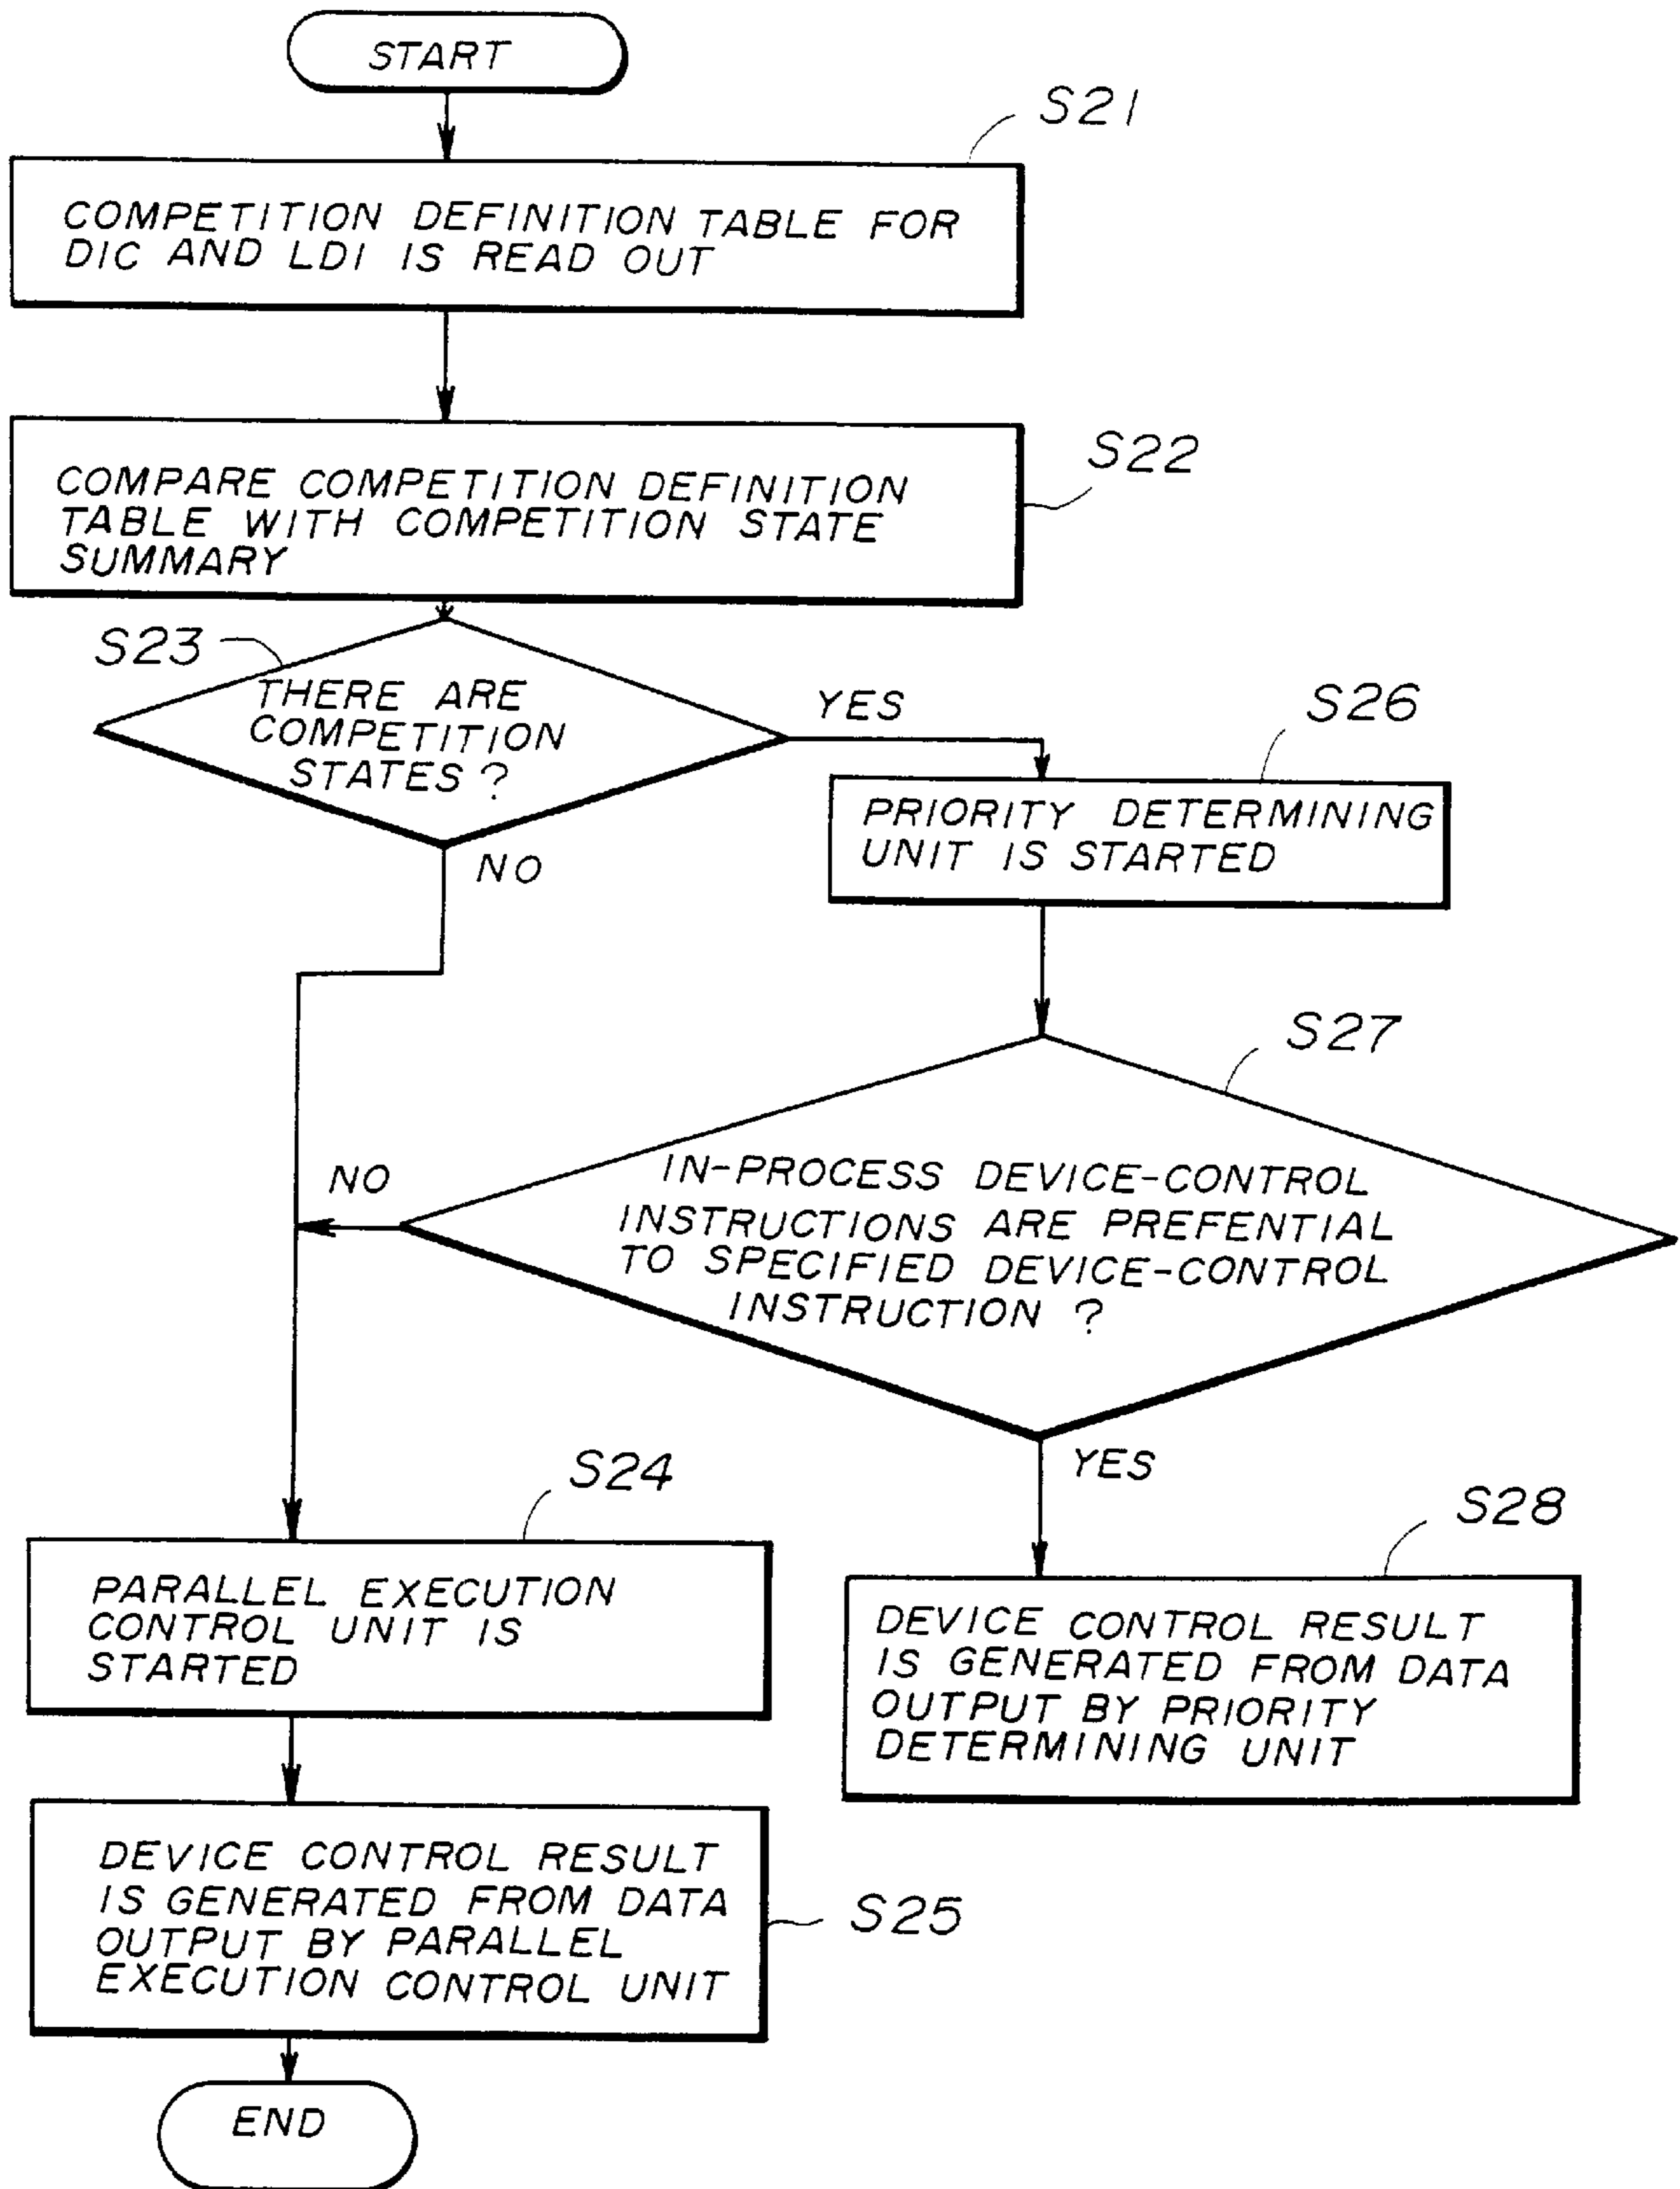 START
S21
COMPETITION DEFINITION TABLE FOR
DIC AND LDI IS READ OUT
S22
COMPARE COMPETITION DEFINITION
TABLE WITH COMPETITION STATE
SUMMARY
S23
THERE ARE
COMPETITION
STATES ?
YES
NO
S26
PRIORITY DETERMINING
UNIT IS STARTED
S27
IN-PROCESS DEVICE-CONTROL
INSTRUCTIONS ARE PREFENTIAL
TO SPECIFIED DEVICE-CONTROL
INSTRUCTION ?
NO
YES
S24
PARALLEL EXECUTION
CONTROL UNIT IS
STARTED
S28
DEVICE CONTROL RESULT
IS GENERATED FROM DATA
OUTPUT BY PRIORITY
DETERMINING UNIT
DEVICE CONTROL RESULT
IS GENERATED FROM DATA
OUTPUT BY PARALLEL
EXECUTION CONTROL UNIT
S25
END